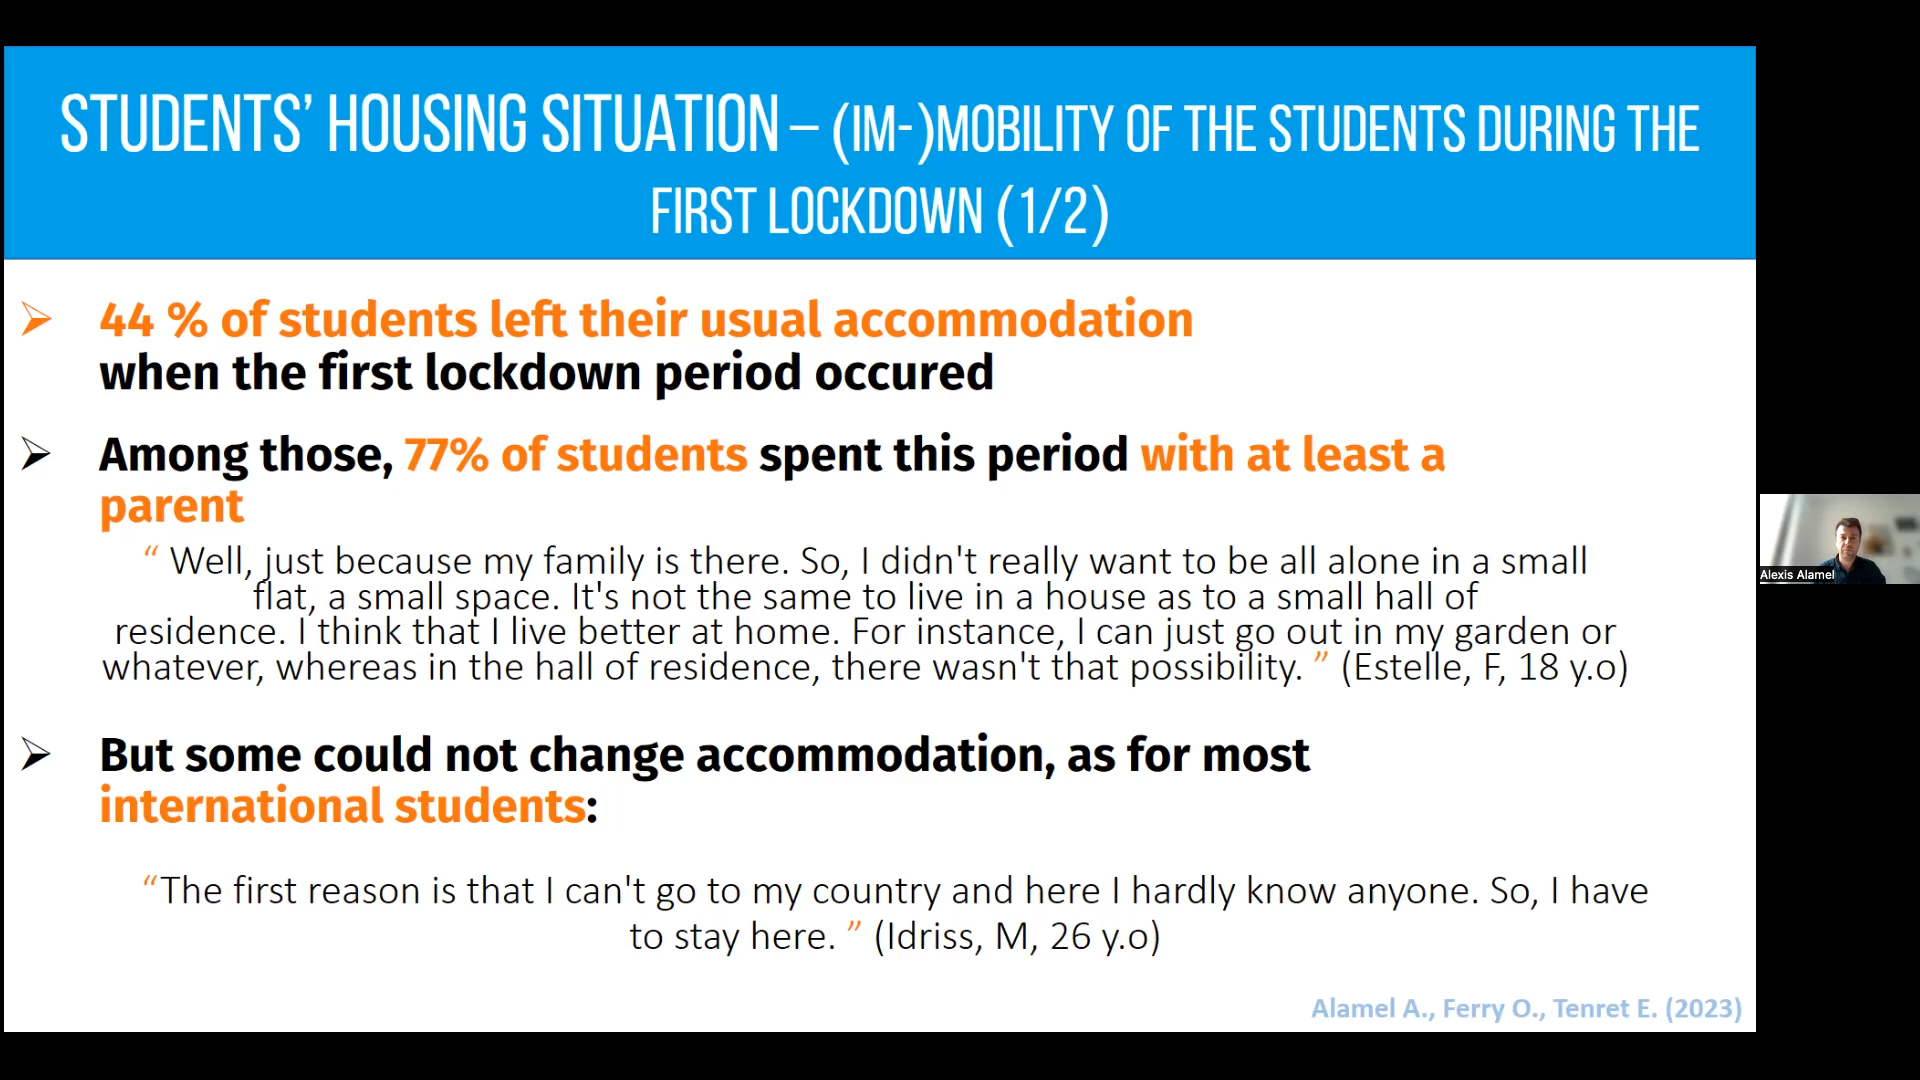 STUDENTS’ HOUSING SITUATION – (IM-)MOBILITY OF THE STUDENTS DURING THE
FIRST LOCKDOWN (1/2)
44 % of students left their usual accommodation
when the first lockdown period occured
Among those, 77% of students spent this period with at least a
parent
“ Well, just because my family is there. So, I didn't really want to be all alone in a small
flat, a small space. It's not the same to live in a house as to a small hall of
residence. I think that I live better at home. For instance, I can just go out in my garden or
whatever, whereas in the hall of residence, there wasn't that possibility. ” (Estelle, F, 18 y.o)
But some could not change accommodation, as for most
international students:
“The first reason is that I can't go to my country and here I hardly know anyone. So, I have
to stay here. ” (Idriss, M, 26 y.o)
Alamel A., Ferry O., Tenret E. (2023)
Alexis Alamel